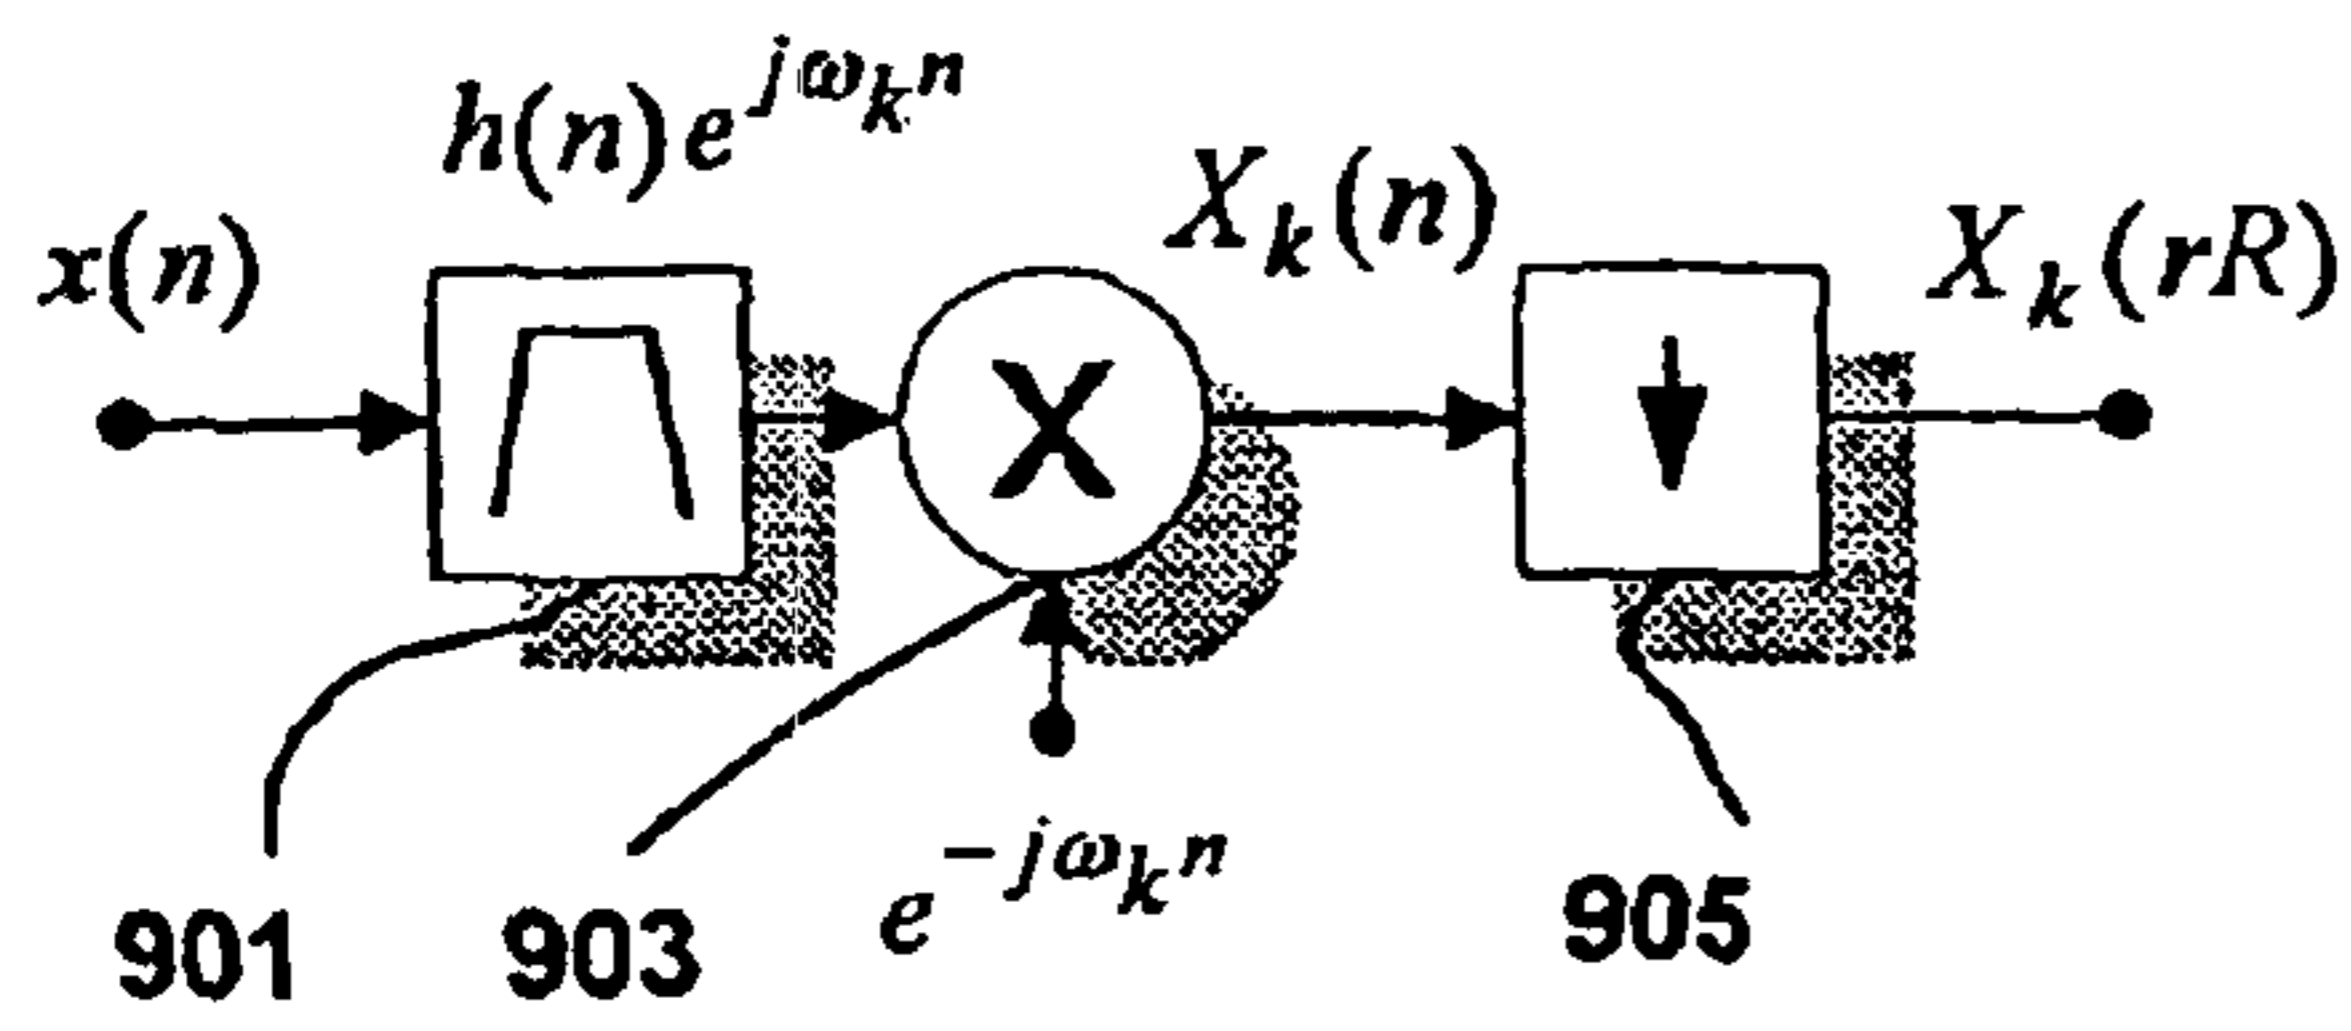 h(n)e^{jω_k n}
x(n)
X_k(n)
X_k(rR)
X
e^{-jω_k n}
901
903
905